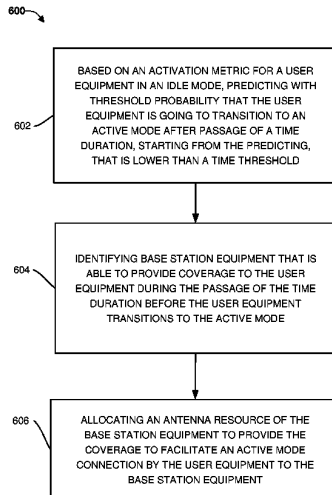 600
BASED ON AN ACTIVATION METRIC FOR A USER
EQUIPMENT IN AN IDLE MODE, PREDICTING WITH
THRESHOLD PROBABILITY THAT THE USER
EQUIPMENT IS GOING TO TRANSITION TO AN
ACTIVE MODE AFTER PASSAGE OF A TIME
DURATION, STARTING FROM THE PREDICTING,
THAT IS LOWER THAN A TIME THRESHOLD
602
IDENTIFYING BASE STATION EQUIPMENT THAT IS
ABLE TO PROVIDE COVERAGE TO THE USER
EQUIPMENT DURING THE PASSAGE OF THE TIME
DURATION BEFORE THE USER EQUIPMENT
TRANSITIONS TO THE ACTIVE MODE
604
ALLOCATING AN ANTENNA RESOURCE OF THE
BASE STATION EQUIPMENT TO PROVIDE THE
COVERAGE TO FACILITATE AN ACTIVE MODE
CONNECTION BY THE USER EQUIPMENT TO THE
BASE STATION EQUIPMENT
606